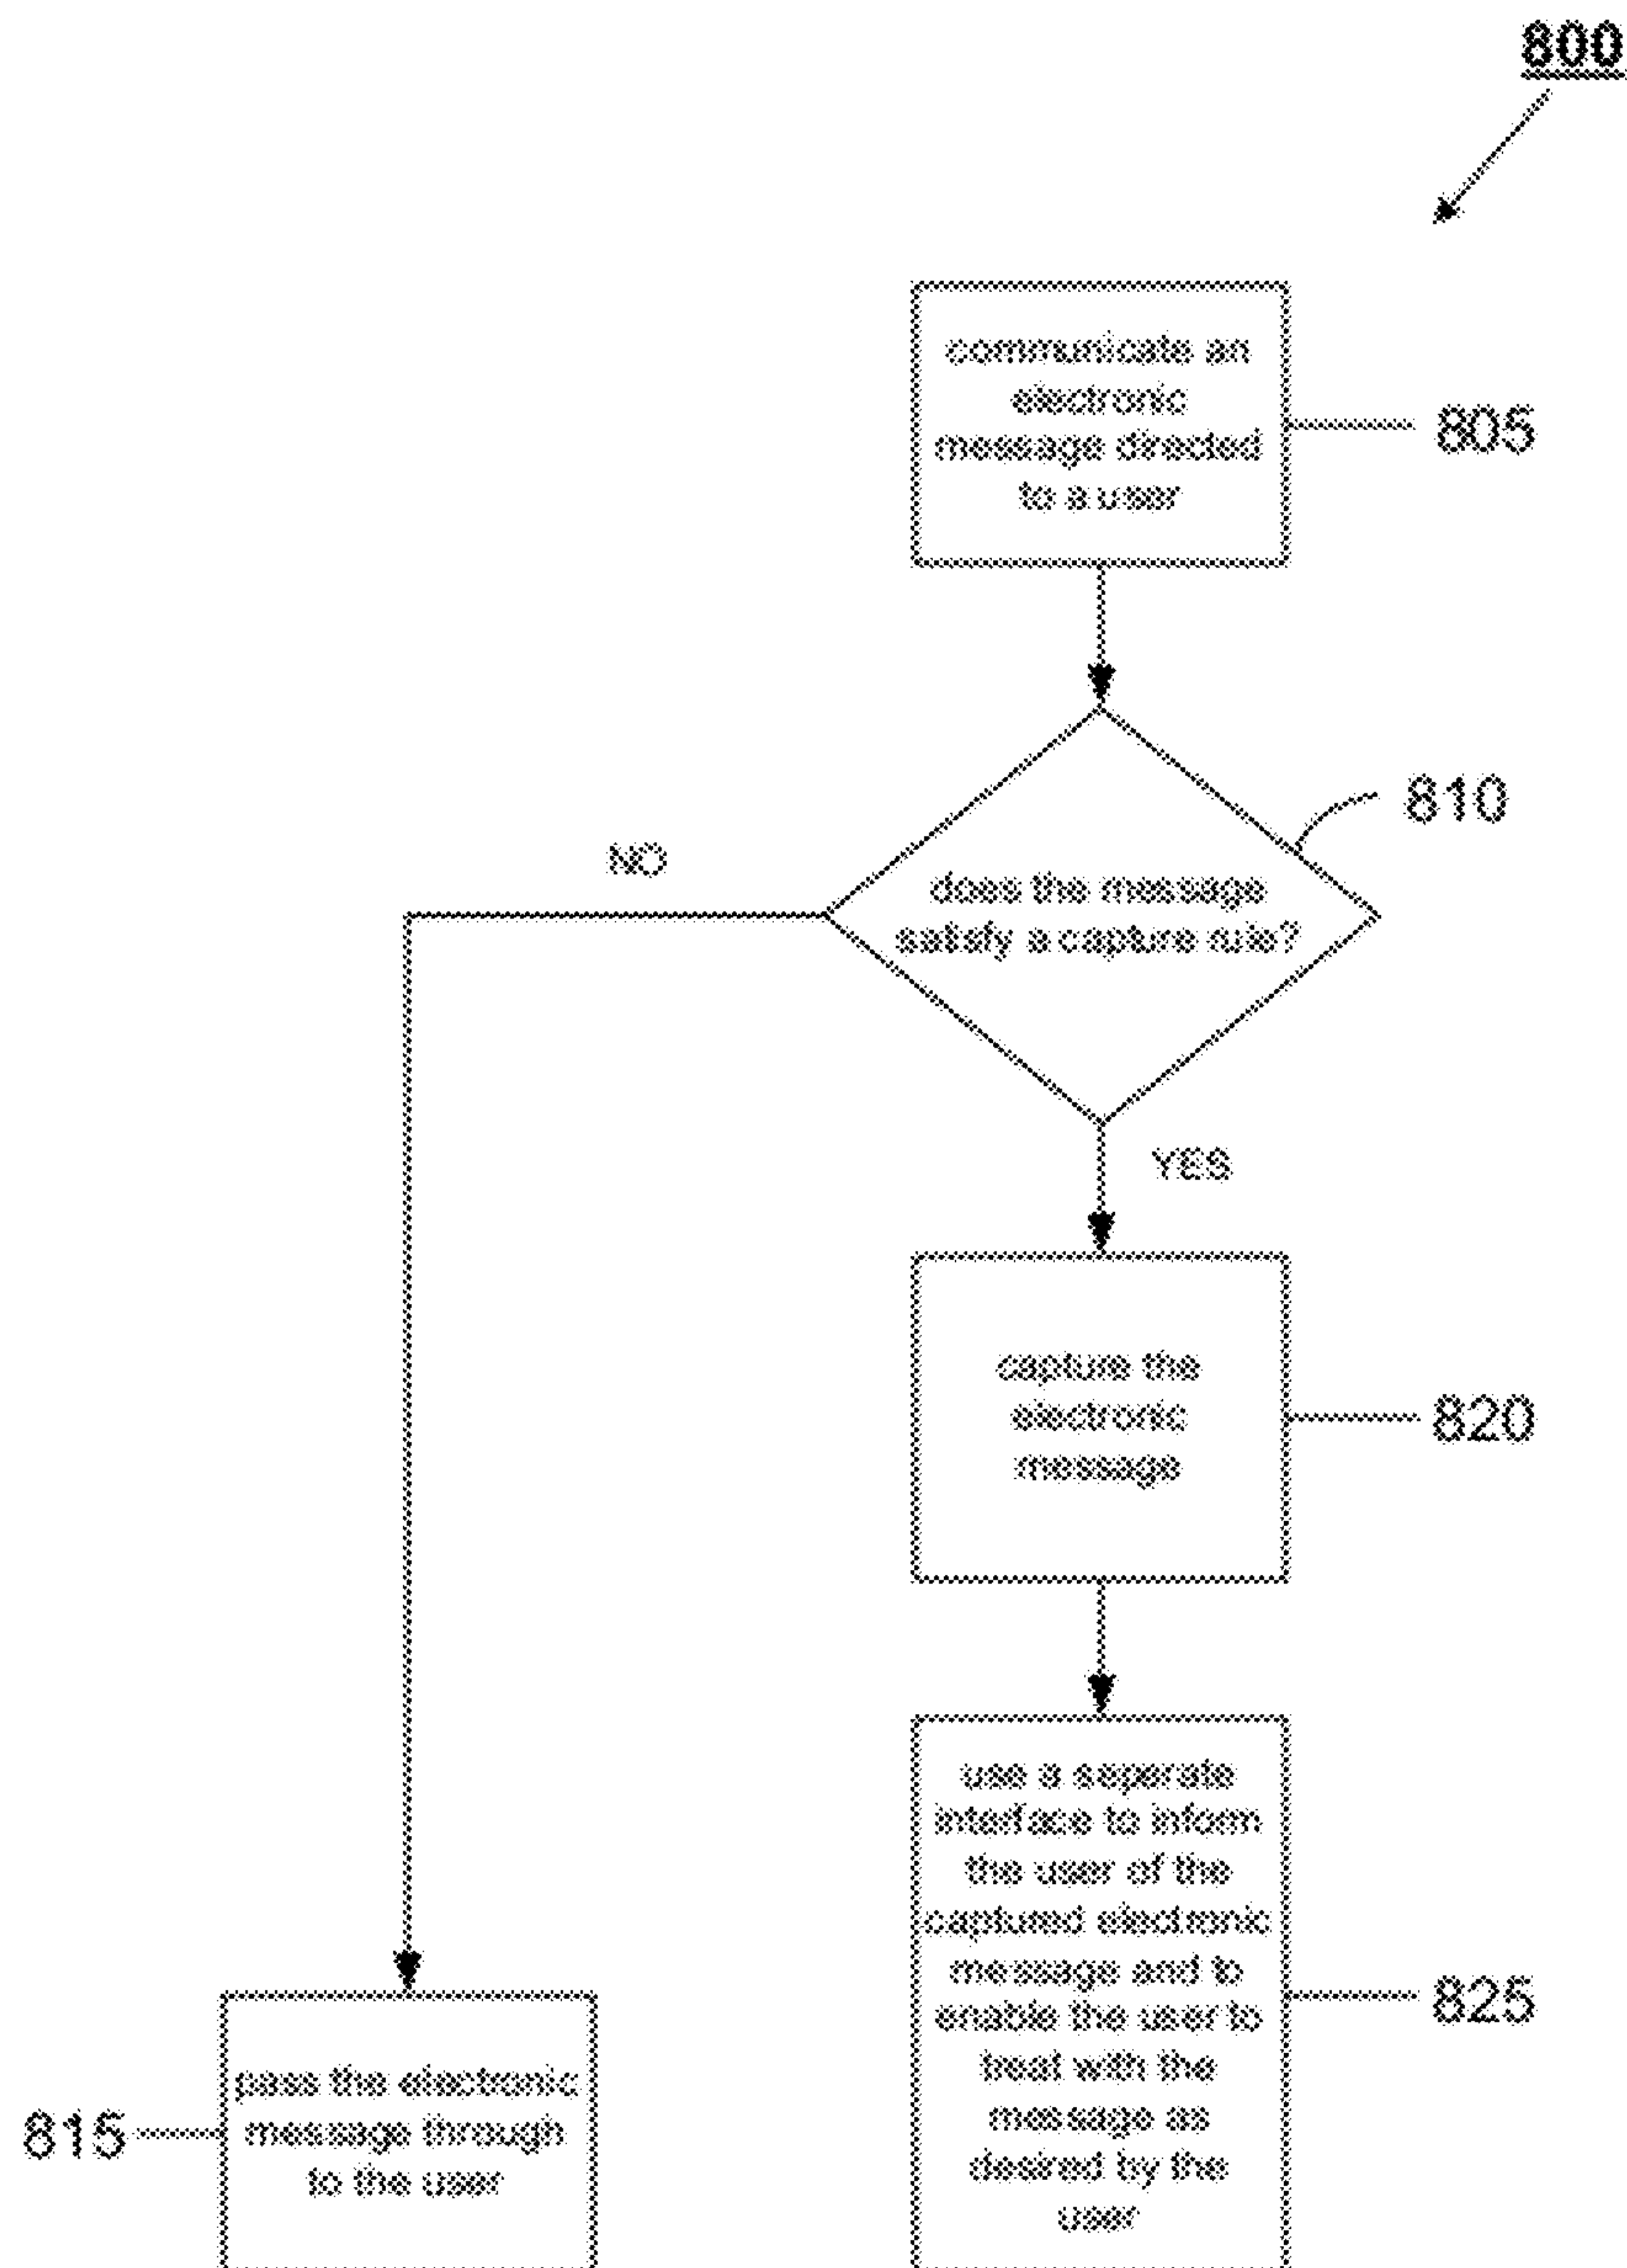 800
communicate an
electronic
message directed
to a user
805
810
NO
does the message
satisfy a capture rule?
YES
capture the
electronic
message
820
use a separate
interface to inform
the user of the
captured electronic
message and to
enable the user to
treat with the
message as
desired by the
user
825
pass the electronic
message through
to the user
815